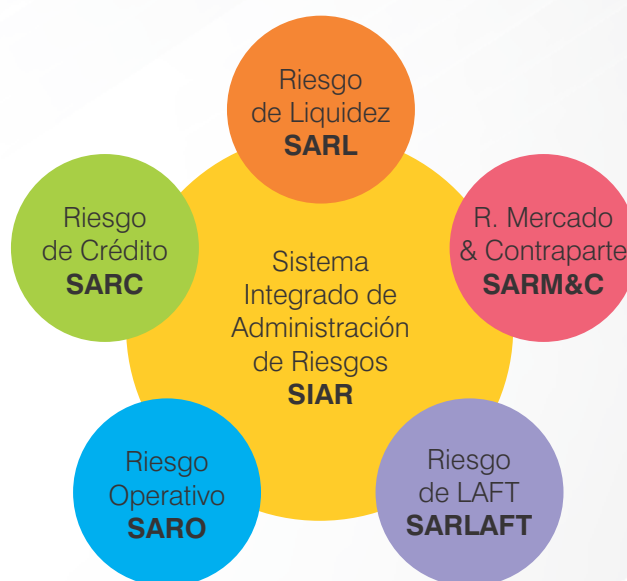 Riesgo
de Liquidez
SARL
Riesgo
de Crédito
SARC
R. Mercado
& Contraparte
SARM&C
Sistema
Integrado de
Administración
de Riesgos
SIAR
Riesgo
Operativo
SARO
Riesgo
de LAFT
SARLAFT